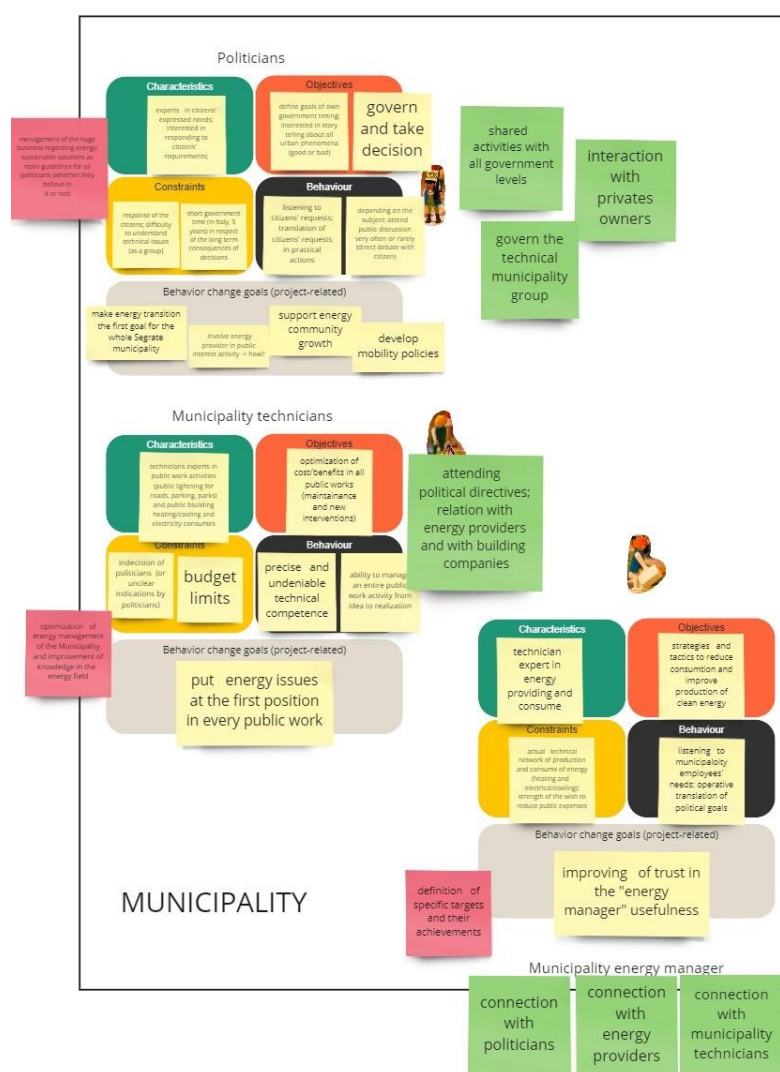 Politicians
Characteristics
experts in citizens'
expressed needs;
interested in
responding to
citizens'
requirements;
Objectives
define goals of own
government timing;
interested in story
telling about all
urban phenomena
(good or bad)
govern
and take
decision
menagement of the huge
business regarding energy;
sustainable solutions as
main guidelines for all
politicians (whether they
believe in
it or not)
Constraints
response of the
citizens; difficulty
to understand
technical issues
(as a group)
short government
time (in Italy, 5
years) in respect
of the long term
consequences of
decisions
Behaviour
listening to
citizens' requests;
translation of
citizens' requests
in practical
actions
depending on the
subject: attend
public discussion
very often or rarely
(direct debate with
citizen)
shared
activities with
all government
levels
interaction
with
privates
owners
govern the
technical
municipality
group
Behavior change goals (project-related)
make energy transition
the first goal for the
whole Segrate
municipality
involve energy
provider in public
interest activity -> how?
support energy
community
growth
develop
mobility policies
Municipality technicians
Characteristics
technicians experts in
public work activities
(public lightning for
roads, parking, parks)
and public bluilding
heating/cooling and
electricity consumes
Objectives
optimization of
cost/benefits in all
public works
(maintainance and
new
interventions)
attending
political directives;
relation with
energy providers
and with building
companies
Constraints
indecision of
politicians (or
unclear
indications by
politicians)
budget
limits
Behaviour
precise and
undeniable
technical
competence
ability to manage
an entire public
work activity from
idea to realization
optimization of
energy management
of the Municipality
and improvement of
knowledge in the
energy field
Behavior change goals (project-related)
put energy issues
at the first position
in every public work
Characteristics
technician
expert in
energy
providing and
consume
Objectives
strategies and
tactics to reduce
consumtion and
improve
production of
clean energy
Constraints
actual technical
network of production
and consume of energy
(heating and
electrical/cooling);
strength of the wish to
reduce public expenses
Behaviour
listening to
municipaloity
employees'
needs; operative
translation of
political goals
Behavior change goals (project-related)
improving of trust in
the "energy
manager" usefulness
definition of
specific targets
and their
achievements
MUNICIPALITY
Municipality energy manager
connection
with
politicians
connection
with
energy
providers
connection
with
municipality
technicians